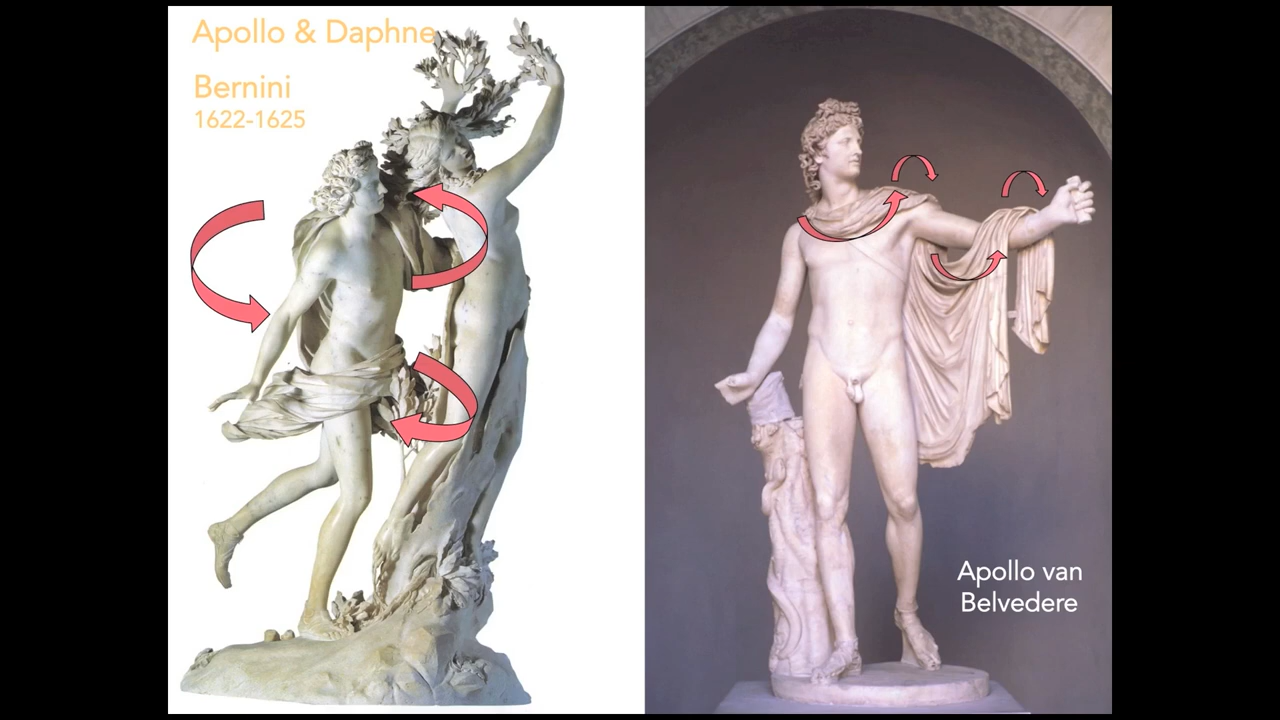 Apollo & Daphne
Bernini
1622-1625
Apollo van
Belvedere